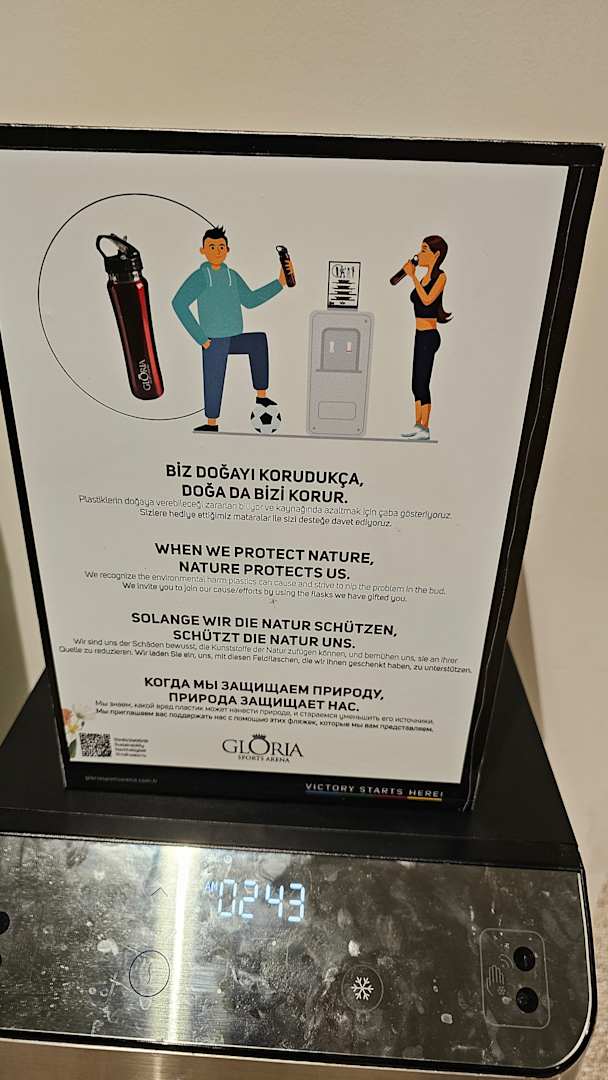 GLORIA
BİZ DOĞAYI KORUDUKÇA,
DOĞA DA BİZİ KORUR.
Plastiklerin doğaya verebileceği zararları biliyor ve kaynağında azaltmak için çaba gösteriyoruz.
Sizlere hediye ettiğimiz mataralar ile sizi desteğe davet ediyoruz.
WHEN WE PROTECT NATURE,
NATURE PROTECTS US.
We recognize the environmental harm plastics can cause and strive to nip the problem in the bud.
We invite you to join our cause/efforts by using the flasks we have gifted you.
SOLANGE WIR DIE NATUR SCHÜTZEN,
SCHÜTZT DIE NATUR UNS.
Wir sind uns der Schäden bewusst, die Kunststoffe der Natur zufügen können, und bemühen uns, sie an ihrer
Quelle zu reduzieren. Wir laden Sie ein, uns, mit diesen Feldflaschen, die wir Ihnen geschenkt haben, zu unterstützen.
КОГДА МЫ ЗАЩИЩАЕМ ПРИРОДУ,
ПРИРОДА ЗАЩИЩАЕТ НАС.
Мы знаем, какой вред пластик может нанести природе, и стараемся уменьшить его источники.
Мы приглашаем вас поддержать нас с помощью этих фляжек, которые мы вам представляем.
GLORIA
SPORTS ARENA
gloriasportsarena.com.tr
VICTORY STARTS HERE!
AM 02:43